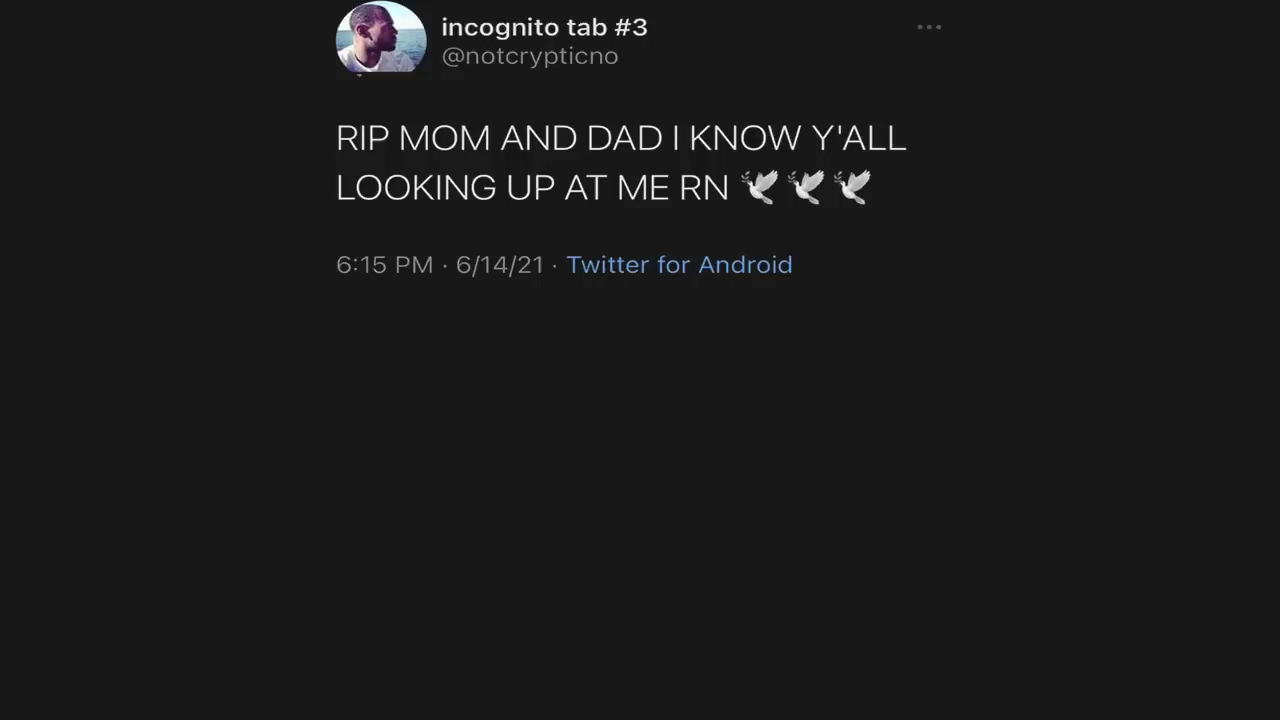 incognito tab #3
@notcrypticno
RIP MOM AND DAD I KNOW Y'ALL
LOOKING UP AT ME RN 🕊️ 🕊️ 🕊️
6:15 PM · 6/14/21 · Twitter for Android